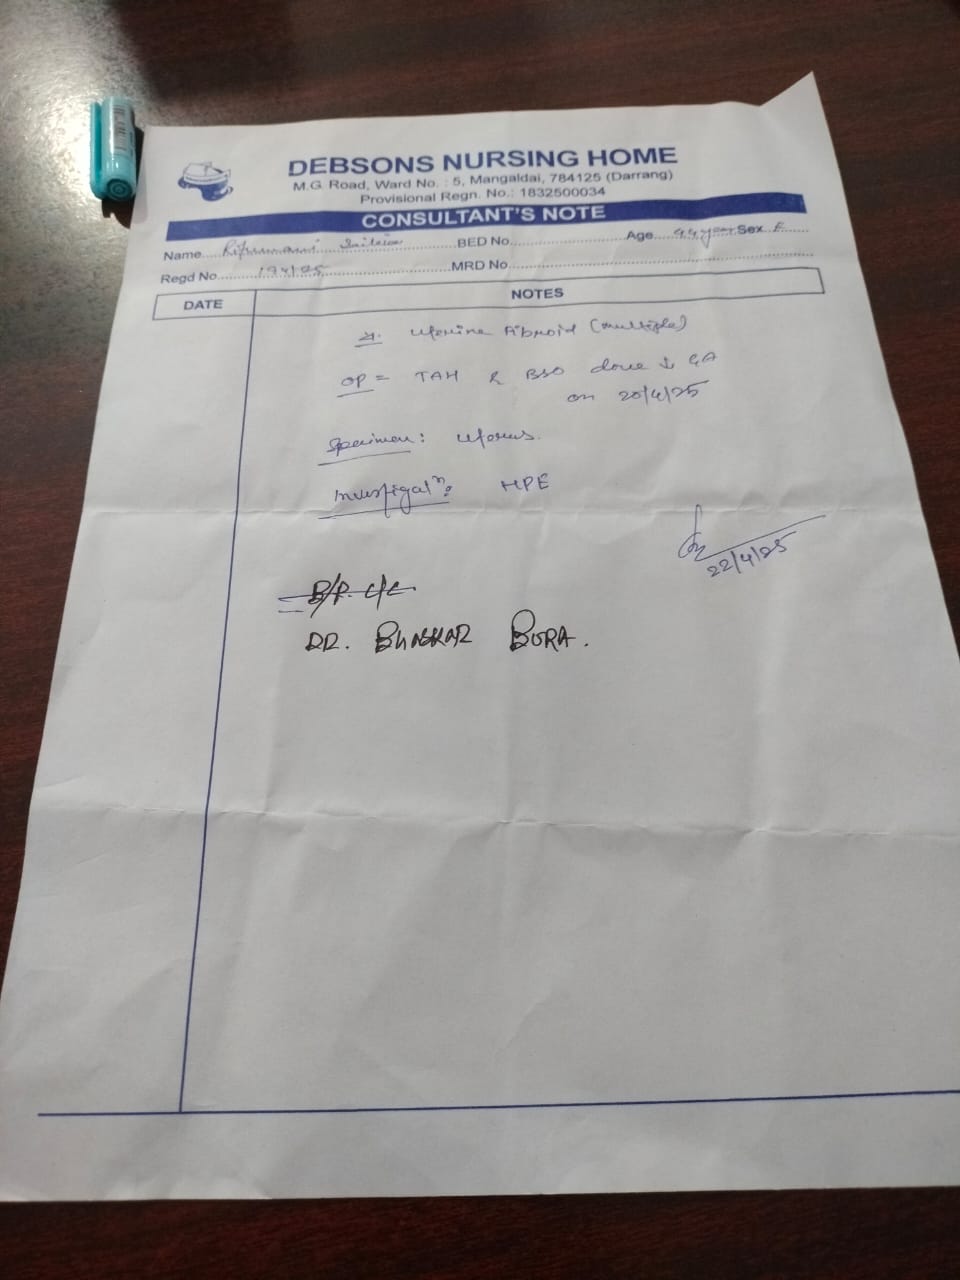 DEBSONS NURSING HOME
M.G. Road, Ward No. : 5, Mangaldai, 784125 (Darrang)
Provisional Regn. No.: 1832500034
CONSULTANT'S NOTE
Name BED No. Age 44 year Sex F
Regd No. MRD No.
DATE NOTES
Uterine Fibroid (multiple)
OP = TAH & BSO done ↓ GA
on 20/4/25
Specimen: Uterus.
Investigatⁿ: HPE
22/4/25
B/P. C/C
DR. BHASKAR BORA.